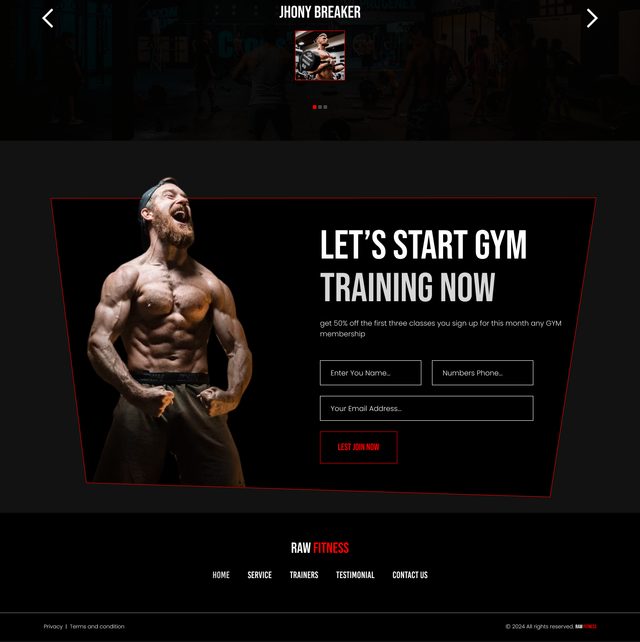 JHONY BREAKER
LET’S START GYM
TRAINING NOW
get 50% off the first three classes you sign up for this month any GYM
membership
Enter You Name...
Numbers Phone...
Your Email Address...
LEST JOIN NOW
RAW FITNESS
HOME
SERVICE
TRAINERS
TESTIMONIAL
CONTACT US
Privacy | Terms and condition
© 2024 All rights reserved. RAW FITNESS